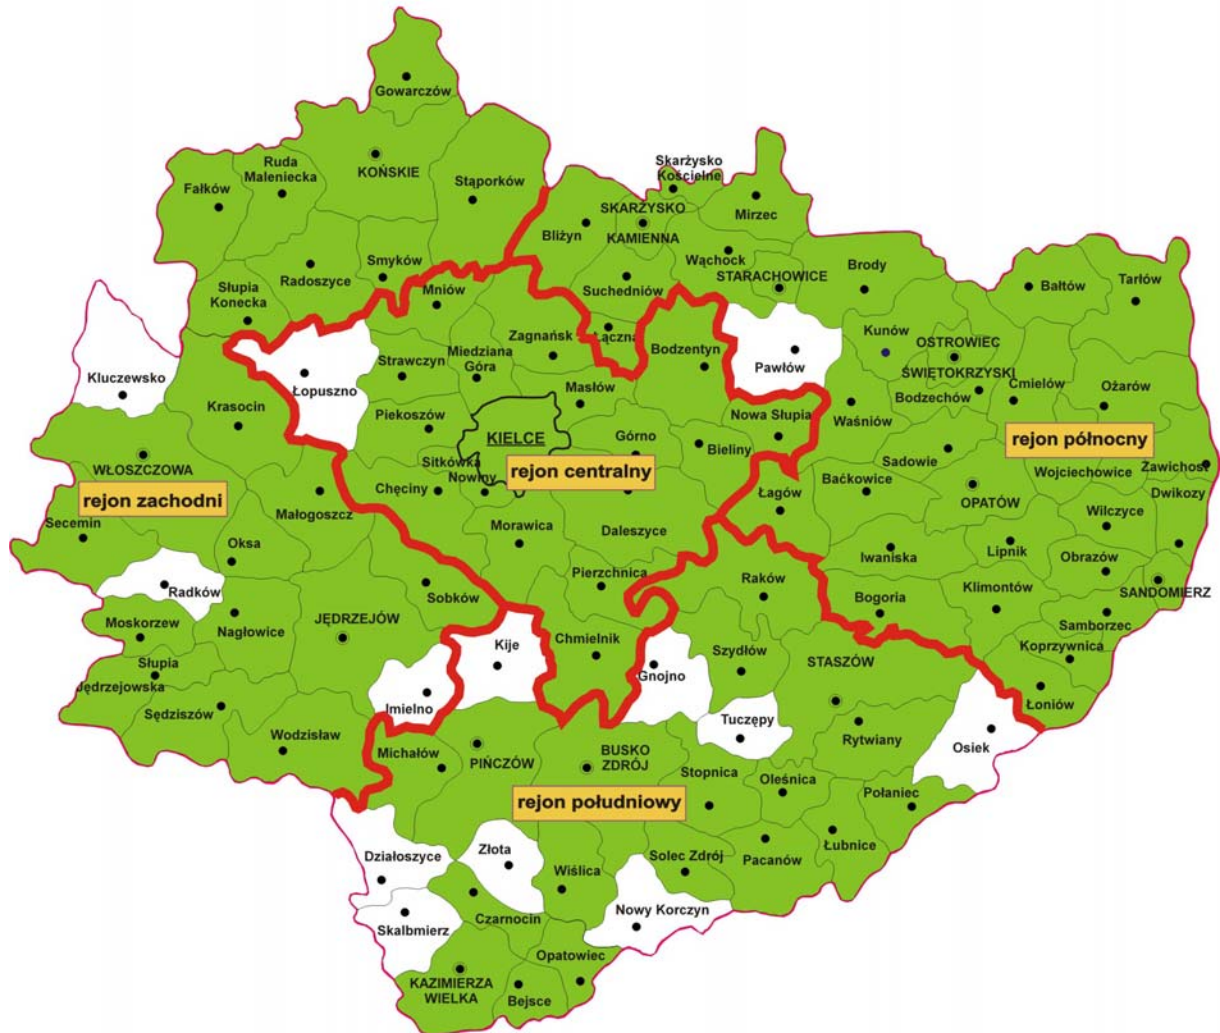 Gowarczów
KOŃSKIE
Ruda
Maleniecka
Fałków
Stąporków
Skarżysko
Kościelne
SKARŻYSKO
KAMIENNA
Mirzec
Bliżyn
Wąchock
STARACHOWICE
Brody
Smyków
Radoszyce
Słupia
Konecka
Mniów
Suchedniów
Bałtów
Tarłów
Łączna
Zagnańsk
Bodzentyn
Kunów
OSTROWIEC
ŚWIĘTOKRZYSKI
Kluczewsko
Łopuszno
Strawczyn
Miedziana
Góra
Pawłów
Masłów
Bodzechów
Ćmielów
Ożarów
Krasocin
Piekoszów
Nowa Słupia
Waśniów
KIELCE
Górno
Bieliny
rejon północny
WŁOSZCZOWA
Sitkówka
Nowiny
rejon centralny
Sadowie
Wojciechowice
Zawichost
rejon zachodni
Chęciny
Łagów
Baćkowice
OPATÓW
Dwikozy
Małogoszcz
Wilczyce
Secemin
Oksa
Morawica
Daleszyce
Iwaniska
Lipnik
Obrazów
Radków
Sobków
Pierzchnica
Raków
Klimontów
SANDOMIERZ
Bogoria
Moskorzew
Nagłowice
JĘDRZEJÓW
Samborzec
Kije
Chmielnik
Szydłów
STASZÓW
Koprzywnica
Słupia
Jędrzejowska
Gnojno
Sędziszów
Imielno
Łoniów
Tuczępy
Rytwiany
Osiek
Wodzisław
Michałów
PIŃCZÓW
BUSKO
ZDRÓJ
Stopnica
Oleśnica
Połaniec
rejon południowy
Łubnice
Działoszyce
Złota
Wiślica
Solec Zdrój
Pacanów
Skalbmierz
Czarnocin
Nowy Korczyn
Opatowiec
KAZIMIERZA
WIELKA
Bejsce